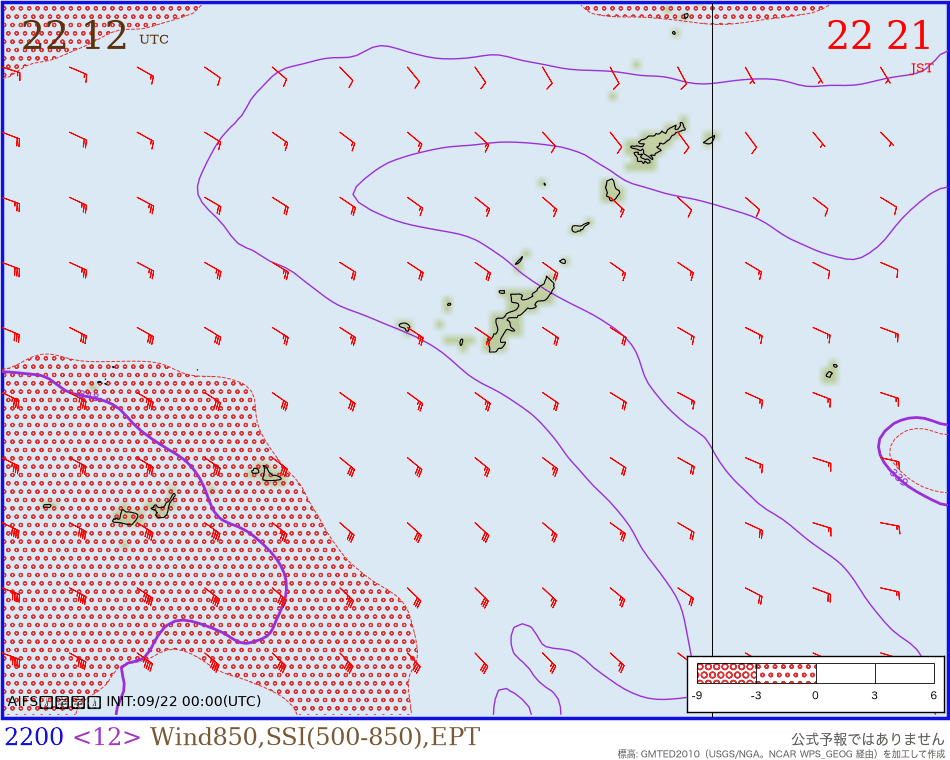 22 12 UTC
22 21
JST
339
AIFS□□□□ INIT:09/22 00:00(UTC)
-9 -3 0 3 6
2200 <12> Wind850,SSI(500-850),EPT
公式予報ではありません
標高: GMTED2010（USGS/NGA。NCAR WPS_GEOG 経由）を加工して作成